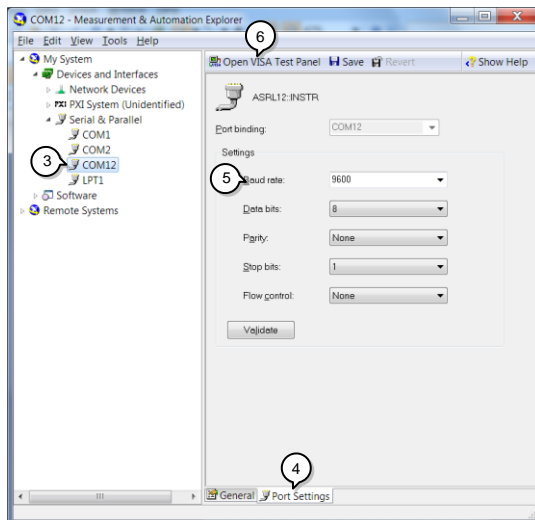 COM12 - Measurement & Automation Explorer
File Edit View Tools Help
6
My System
Devices and Interfaces
Network Devices
PXI PXI System (Unidentified)
Serial & Parallel
COM1
COM2
3
COM12
LPT1
Software
Remote Systems
Open VISA Test Panel Save Revert Show Help
ASRL12::INSTR
Port binding: COM12
Settings
5
Baud rate: 9600
Data bits: 8
Parity: None
Stop bits: 1
Flow control: None
Validate
4
General Port Settings